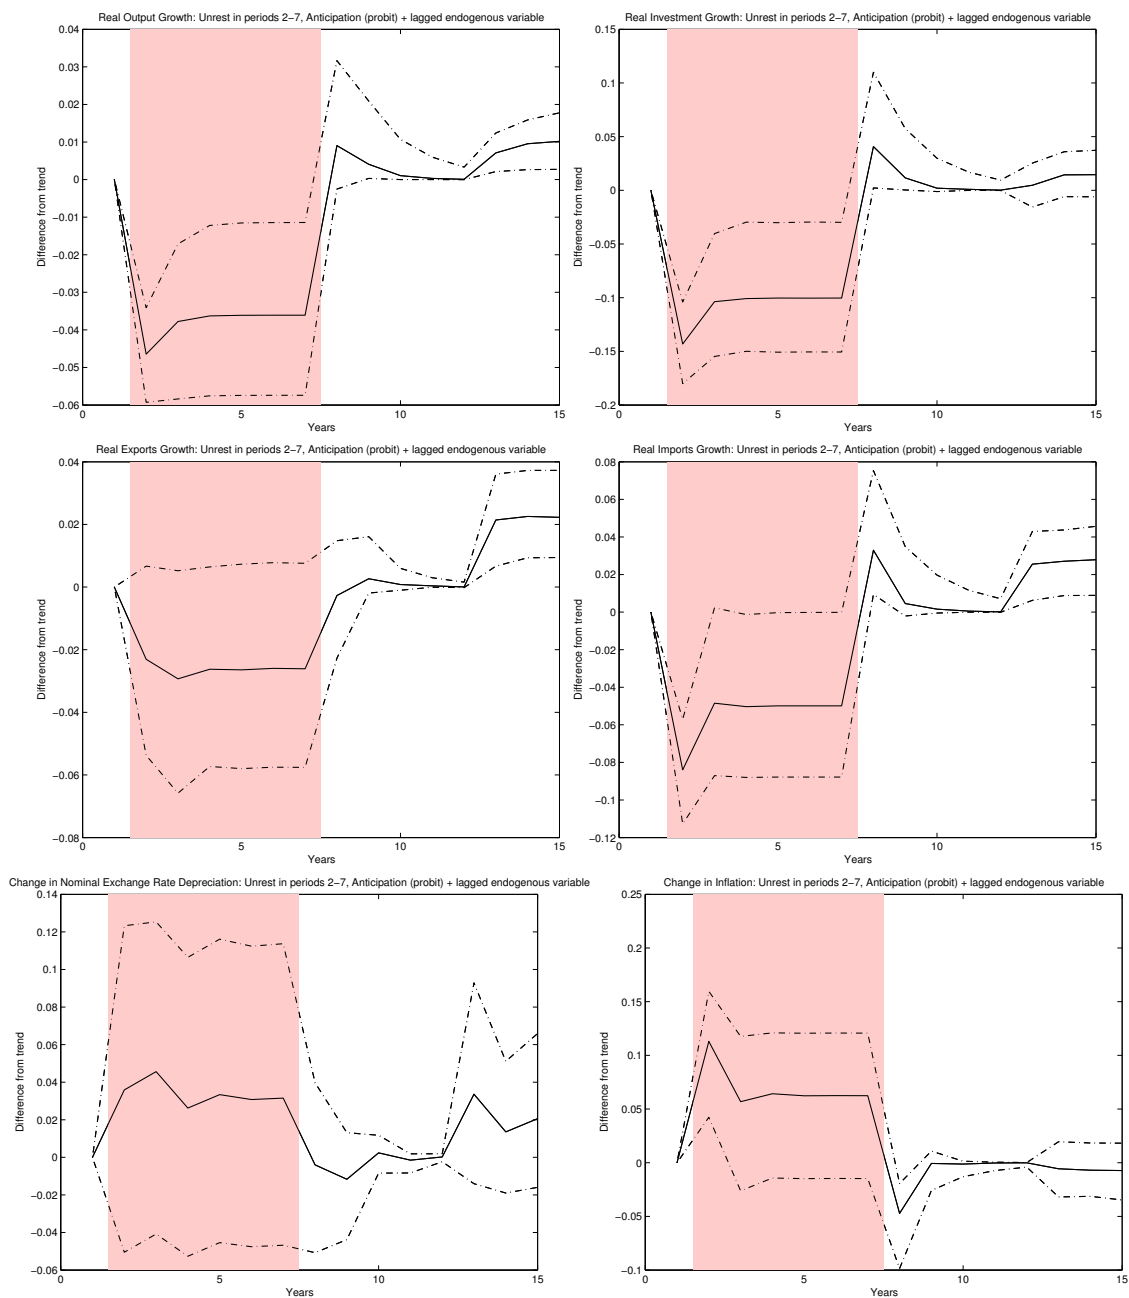 Real Output Growth: Unrest in periods 2−7, Anticipation (probit) + lagged endogenous variable
0.04
0.03
0.02
0.01
0
−0.01
−0.02
−0.03
−0.04
−0.05
−0.06
Difference from trend
0 5 10 15
Years
Real Investment Growth: Unrest in periods 2−7, Anticipation (probit) + lagged endogenous variable
0.15
0.1
0.05
0
−0.05
−0.1
−0.15
−0.2
Difference from trend
0 5 10 15
Years
Real Exports Growth: Unrest in periods 2−7, Anticipation (probit) + lagged endogenous variable
0.04
0.02
0
−0.02
−0.04
−0.06
−0.08
Difference from trend
0 5 10 15
Years
Real Imports Growth: Unrest in periods 2−7, Anticipation (probit) + lagged endogenous variable
0.08
0.06
0.04
0.02
0
−0.02
−0.04
−0.06
−0.08
−0.1
−0.12
Difference from trend
0 5 10 15
Years
Change in Nominal Exchange Rate Depreciation: Unrest in periods 2−7, Anticipation (probit) + lagged endogenous variable
0.14
0.12
0.1
0.08
0.06
0.04
0.02
0
−0.02
−0.04
−0.06
Difference from trend
0 5 10 15
Years
Change in Inflation: Unrest in periods 2−7, Anticipation (probit) + lagged endogenous variable
0.25
0.2
0.15
0.1
0.05
0
−0.05
−0.1
Difference from trend
0 5 10 15
Years